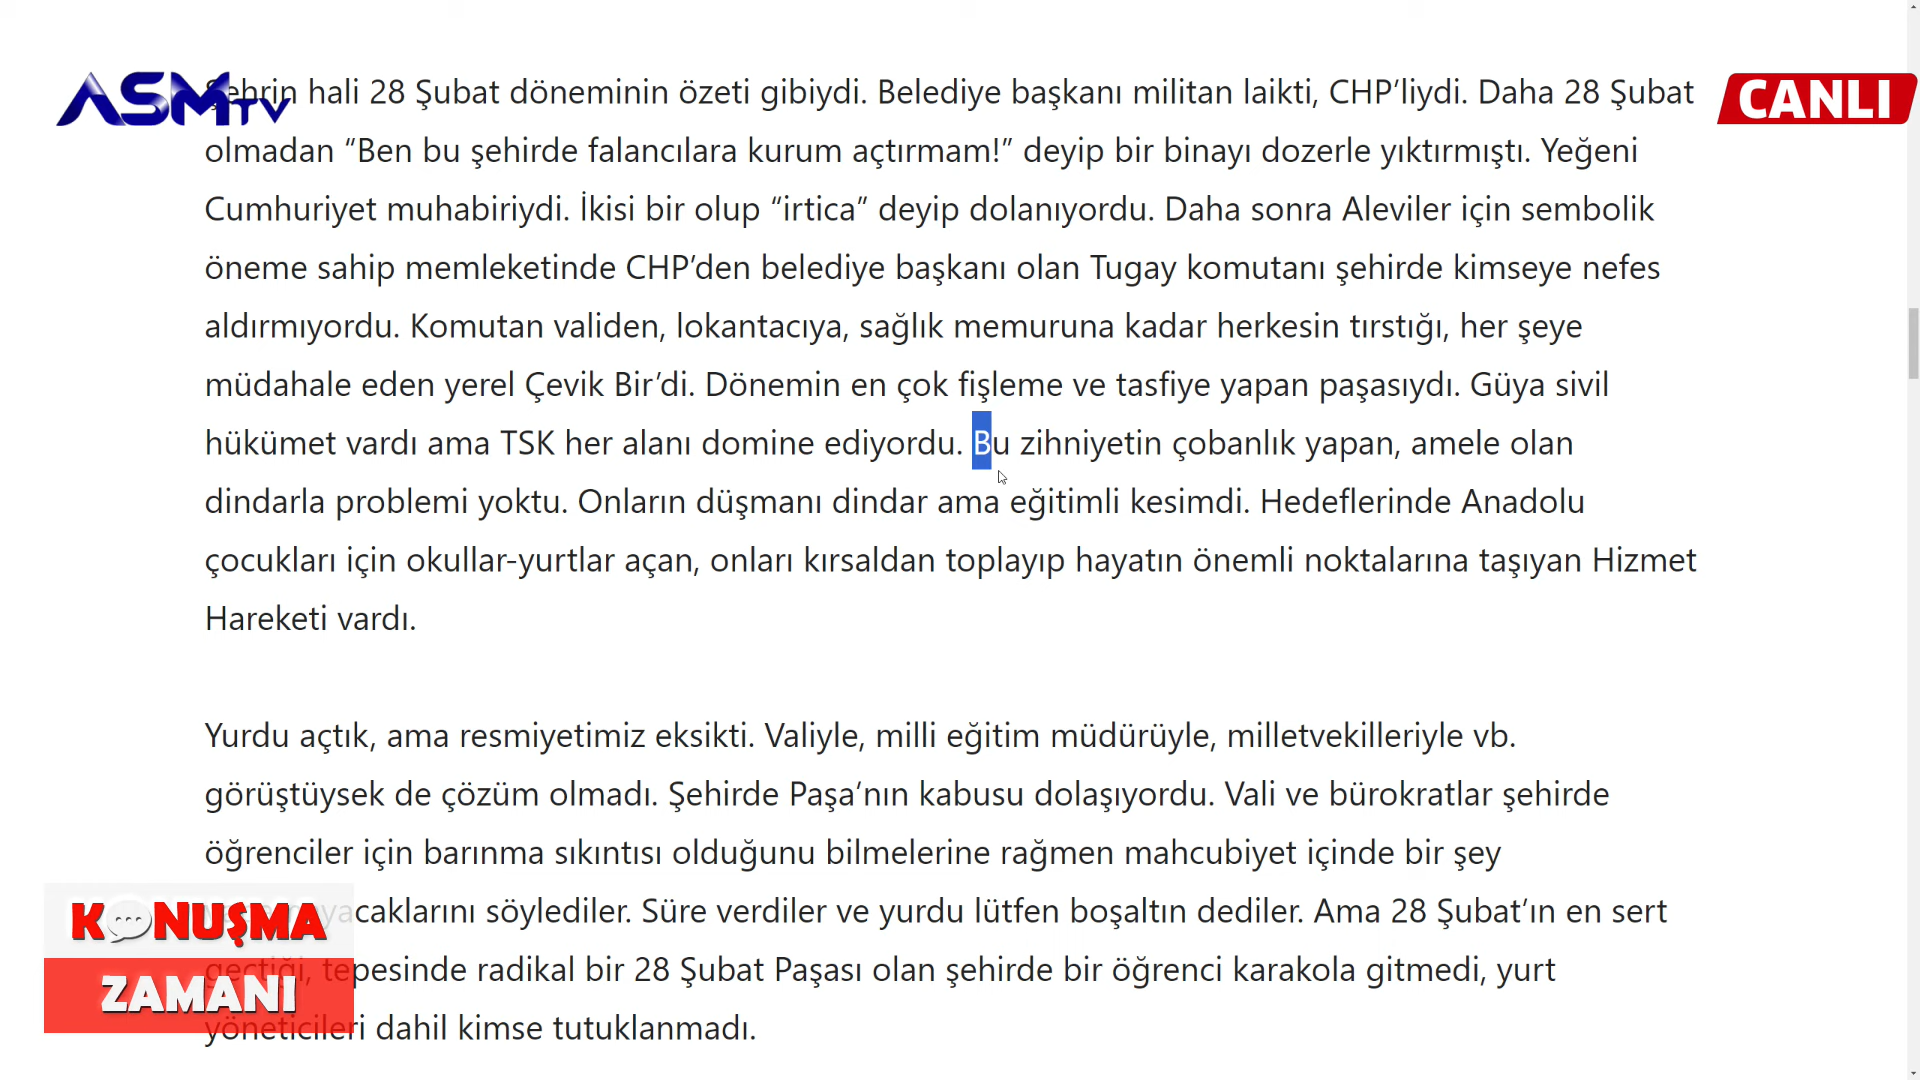 Şehrin hali 28 Şubat döneminin özeti gibiydi. Belediye başkanı militan laikti, CHP’liydi. Daha 28 Şubat
ASMTV
CANLI
olmadan “Ben bu şehirde falancılara kurum açtırmam!” deyip bir binayı dozerle yıktırmıştı. Yeğeni
Cumhuriyet muhabiriydi. İkisi bir olup “irtica” deyip dolanıyordu. Daha sonra Aleviler için sembolik
öneme sahip memleketinde CHP’den belediye başkanı olan Tugay komutanı şehirde kimseye nefes
aldırmıyordu. Komutan validen, lokantacıya, sağlık memuruna kadar herkesin tırstığı, her şeye
müdahale eden yerel Çevik Bir’di. Dönemin en çok fişleme ve tasfiye yapan paşasıydı. Güya sivil
hükümet vardı ama TSK her alanı domine ediyordu. Bu zihniyetin çobanlık yapan, amele olan
dindarla problemi yoktu. Onların düşmanı dindar ama eğitimli kesimdi. Hedeflerinde Anadolu
çocukları için okullar-yurtlar açan, onları kırsaldan toplayıp hayatın önemli noktalarına taşıyan Hizmet
Hareketi vardı.
Yurdu açtık, ama resmiyetimiz eksikti. Valiyle, milli eğitim müdürüyle, milletvekilleriyle vb.
görüştüysek de çözüm olmadı. Şehirde Paşa’nın kabusu dolaşıyordu. Vali ve bürokratlar şehirde
öğrenciler için barınma sıkıntısı olduğunu bilmelerine rağmen mahcubiyet içinde bir şey
söylediler. Süre verdiler ve yurdu lütfen boşaltın dediler. Ama 28 Şubat’ın en sert
geçtiği, tepesinde radikal bir 28 Şubat Paşası olan şehirde bir öğrenci karakola gitmedi, yurt
yöneticileri dahil kimse tutuklanmadı.
KONUŞMA
ZAMANI